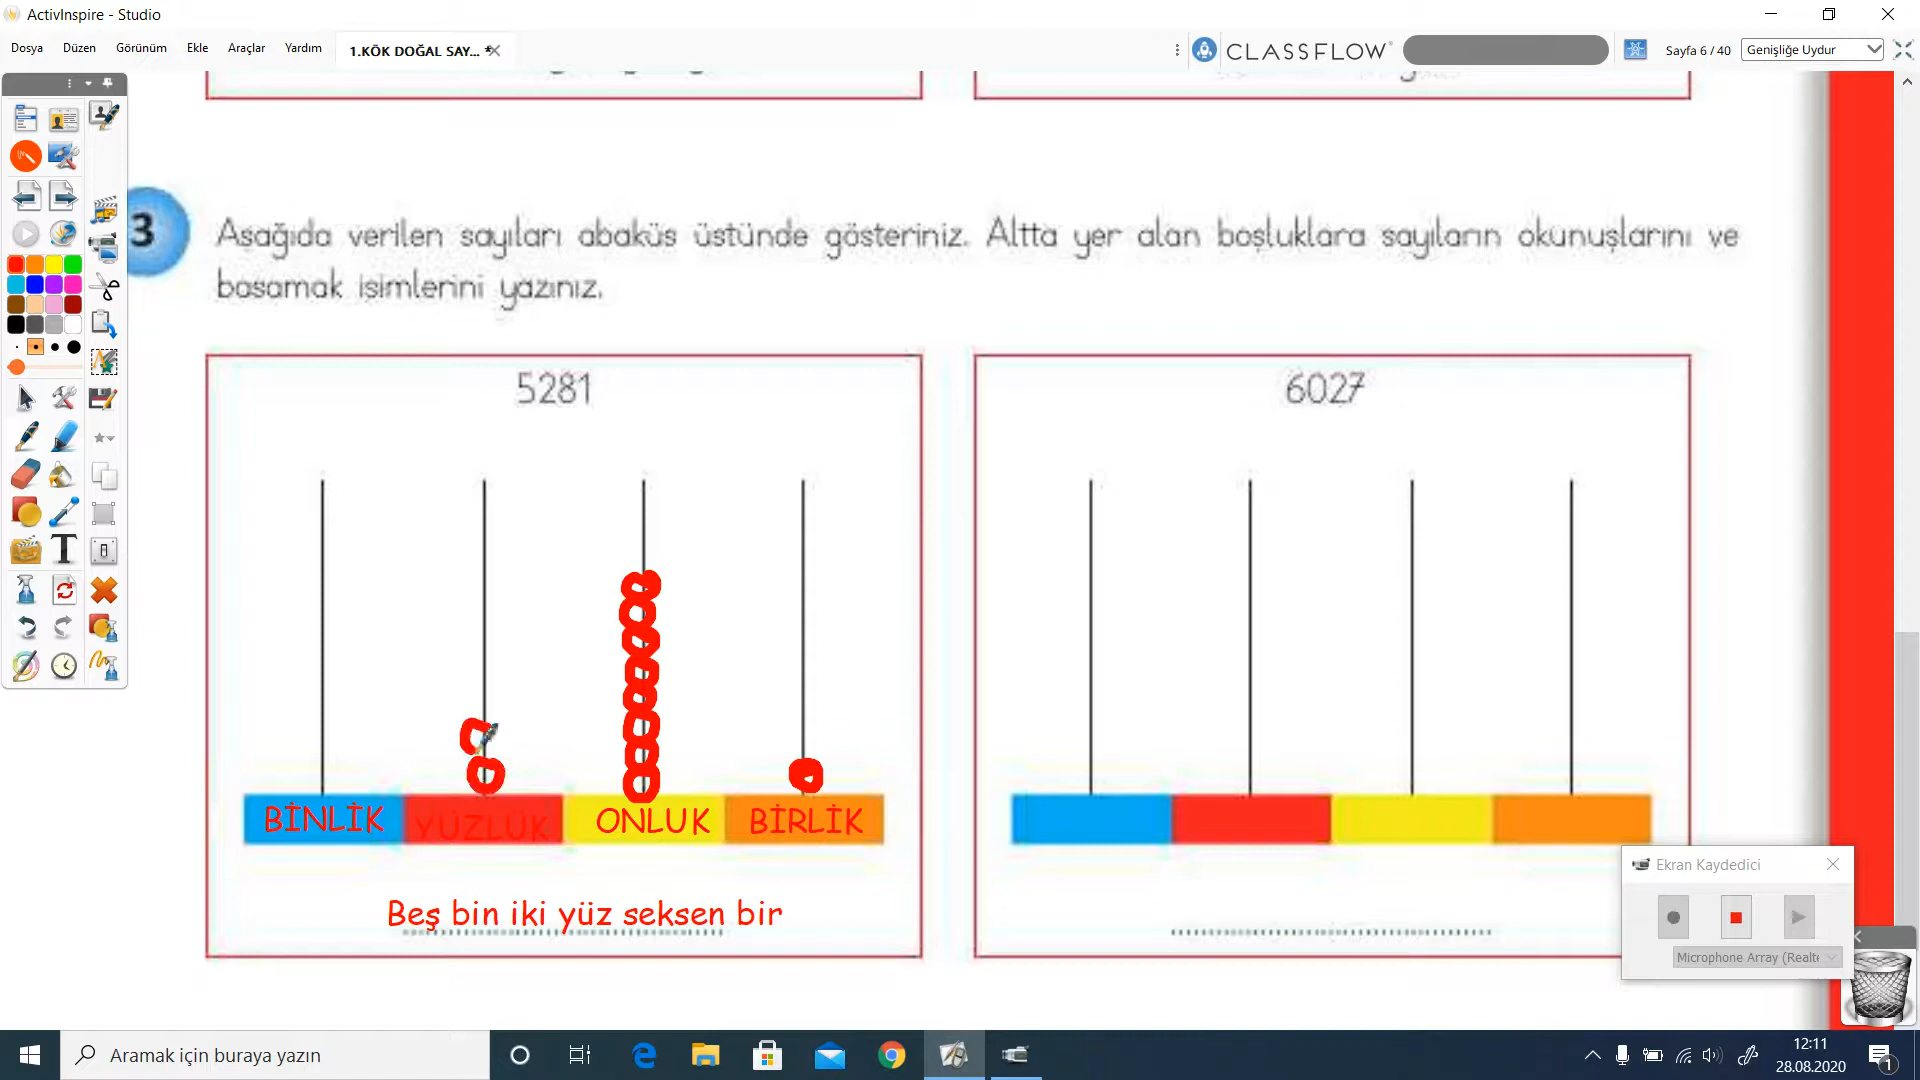 ActivInspire - Studio
Dosya Düzen Görünüm Ekle Araçlar Yardım 1.KÖK DOĞAL SAY... * CLASSFLOW Sayfa 6 / 40 Genişliğe Uydur
3 Aşağıda verilen sayıları abaküs üstünde gösteriniz. Altta yer alan boşluklara sayıların okunuşlarını ve
basamak isimlerini yazınız.
5281
6027
BİNLİK YÜZLÜK ONLUK BİRLİK
Beş bin iki yüz seksen bir
Ekran Kaydedici
Microphone Array (Realte
Aramak için buraya yazın
12:11
28.08.2020
1